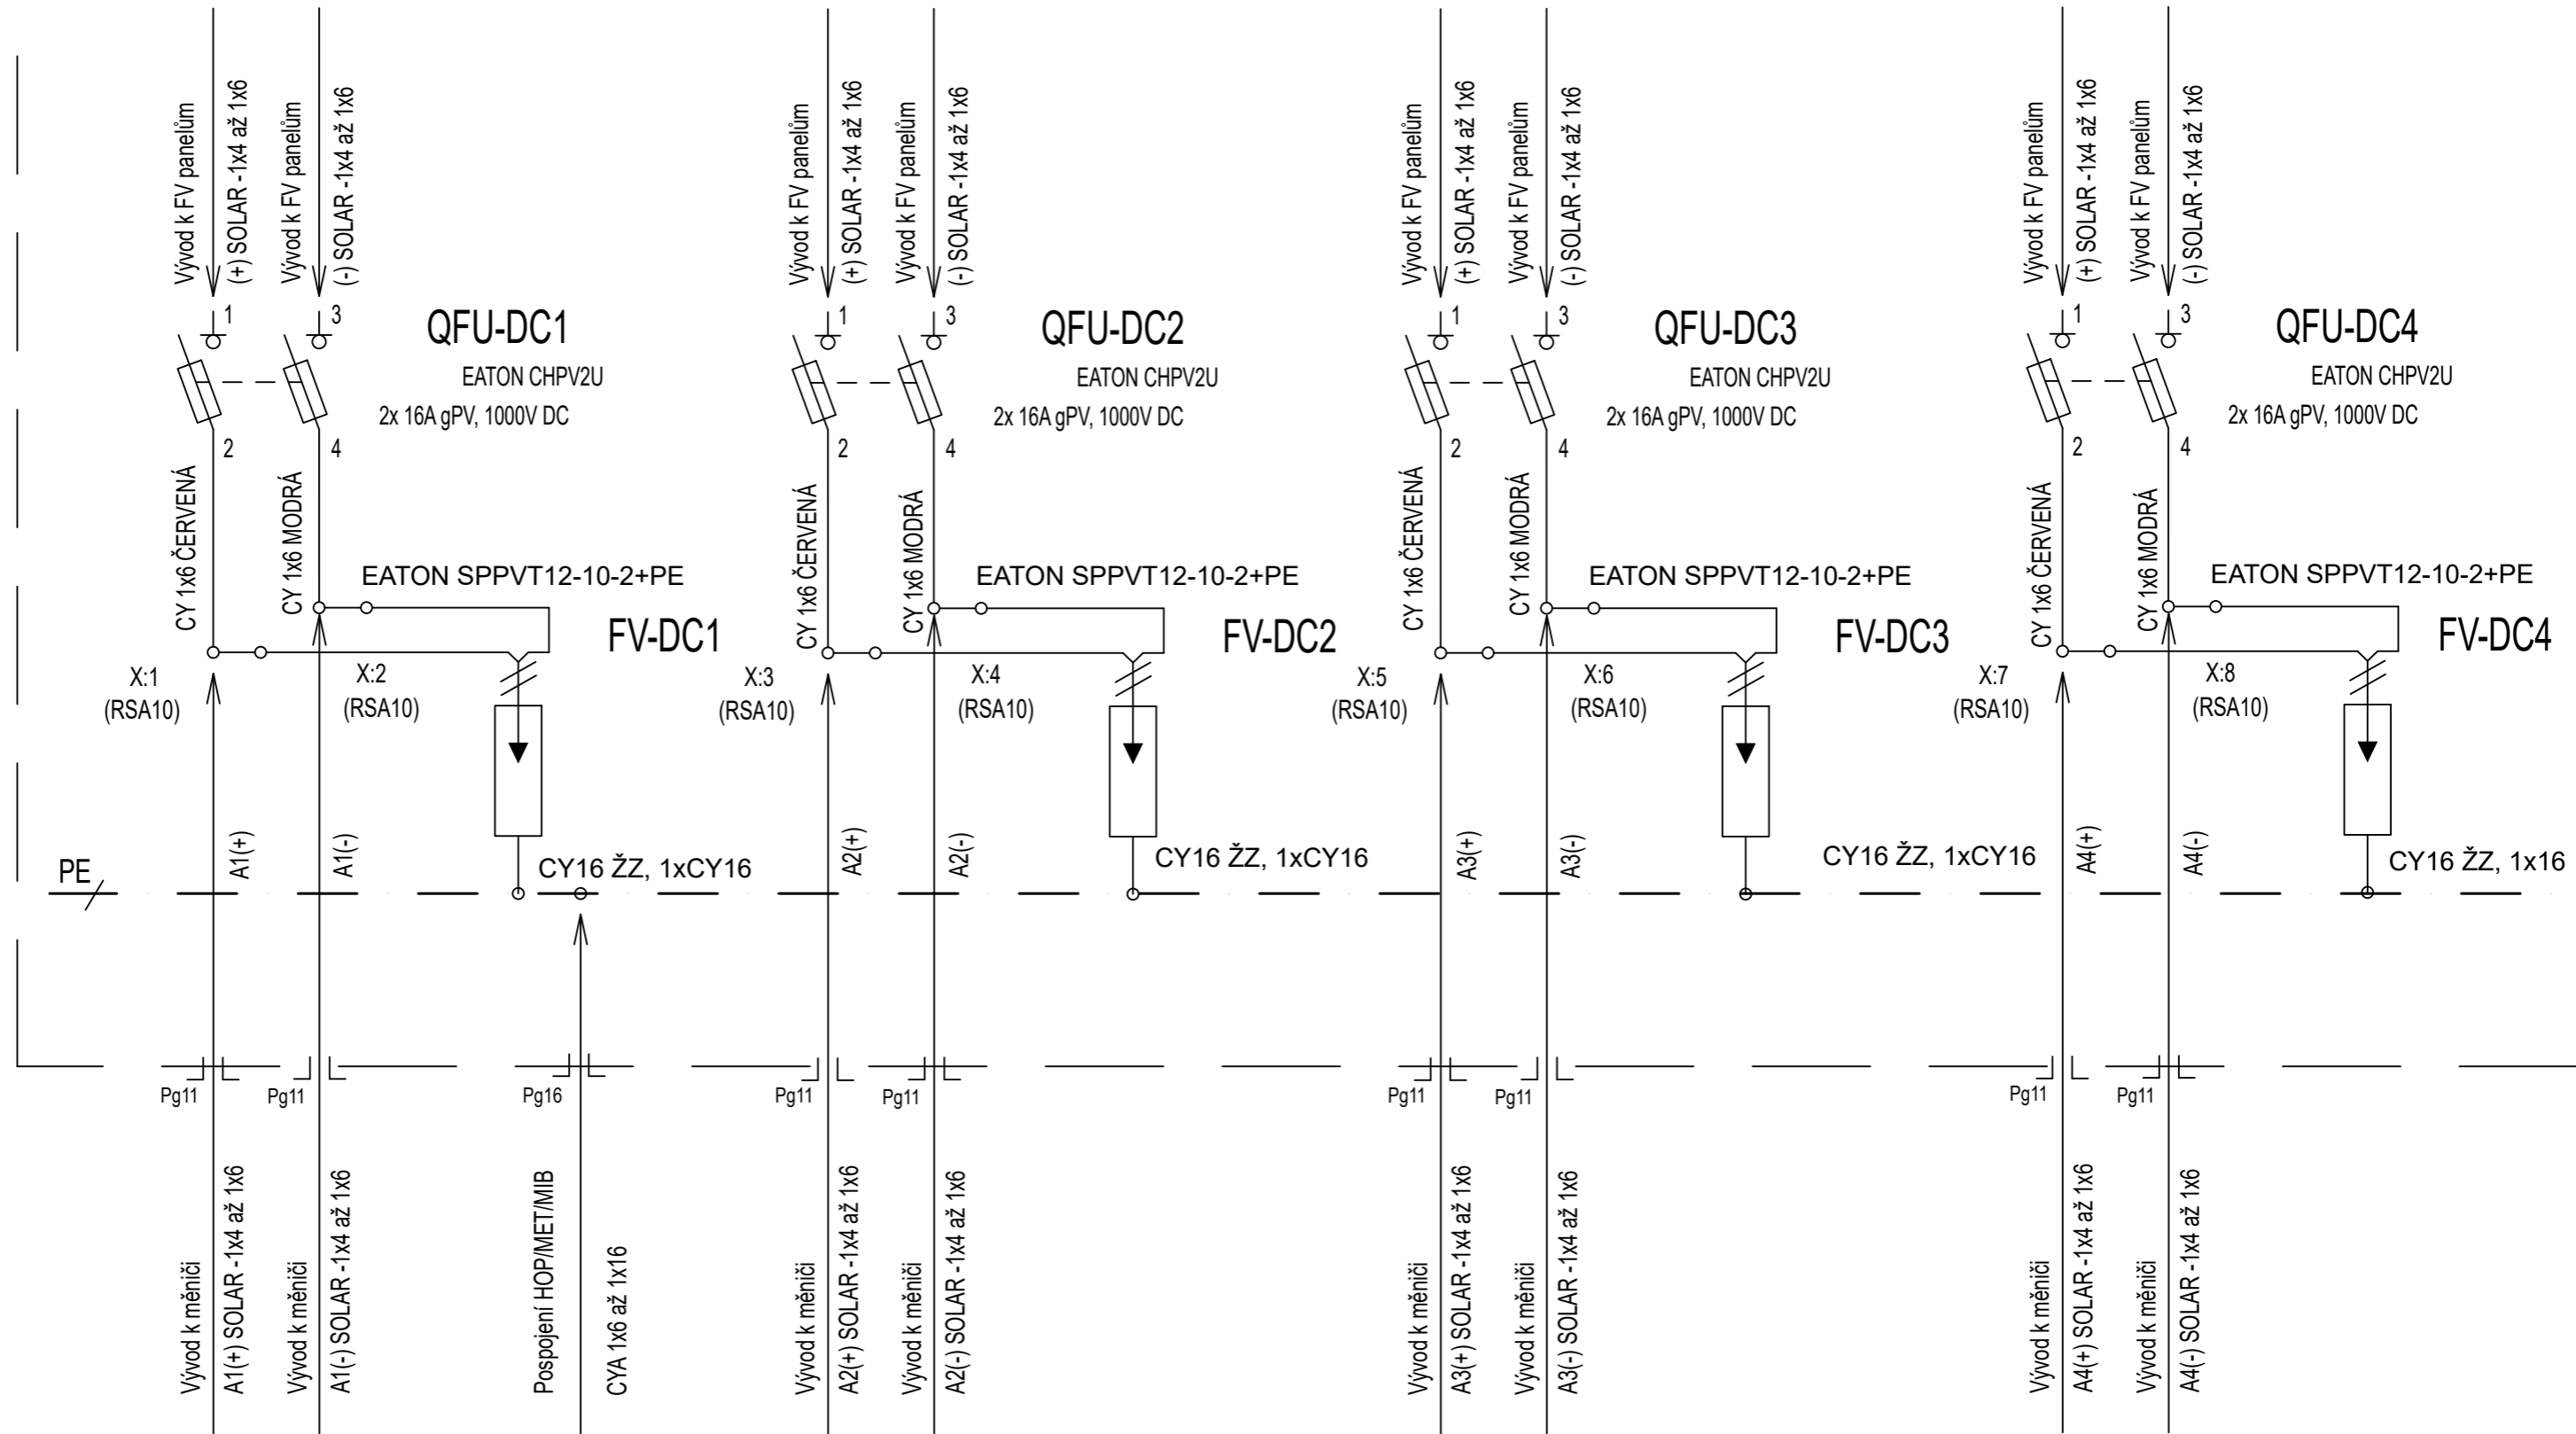 Vývod k FV panelům
(+) SOLAR -1x4 až 1x6
Vývod k FV panelům
(-) SOLAR -1x4 až 1x6
1
3
QFU-DC1
EATON CHPV2U
2x 16A gPV, 1000V DC
2
4
CY 1x6 ČERVENÁ
CY 1x6 MODRÁ
EATON SPPVT12-10-2+PE
FV-DC1
X:1
(RSA10)
X:2
(RSA10)
A1(+)
A1(-)
PE
CY16 ŽZ, 1xCY16
Pg11
Pg11
Pg16
Vývod k měniči
A1(+) SOLAR -1x4 až 1x6
Vývod k měniči
A1(-) SOLAR -1x4 až 1x6
Pospojení HOP/MET/MIB
CYA 1x6 až 1x16
Vývod k FV panelům
(+) SOLAR -1x4 až 1x6
Vývod k FV panelům
(-) SOLAR -1x4 až 1x6
1
3
QFU-DC2
EATON CHPV2U
2x 16A gPV, 1000V DC
2
4
CY 1x6 ČERVENÁ
CY 1x6 MODRÁ
EATON SPPVT12-10-2+PE
FV-DC2
X:3
(RSA10)
X:4
(RSA10)
A2(+)
A2(-)
CY16 ŽZ, 1xCY16
Pg11
Pg11
Vývod k měniči
A2(+) SOLAR -1x4 až 1x6
Vývod k měniči
A2(-) SOLAR -1x4 až 1x6
Vývod k FV panelům
(+) SOLAR -1x4 až 1x6
Vývod k FV panelům
(-) SOLAR -1x4 až 1x6
1
3
QFU-DC3
EATON CHPV2U
2x 16A gPV, 1000V DC
2
4
CY 1x6 ČERVENÁ
CY 1x6 MODRÁ
EATON SPPVT12-10-2+PE
FV-DC3
X:5
(RSA10)
X:6
(RSA10)
A3(+)
A3(-)
CY16 ŽZ, 1xCY16
Pg11
Pg11
Vývod k měniči
A3(+) SOLAR -1x4 až 1x6
Vývod k měniči
A3(-) SOLAR -1x4 až 1x6
Vývod k FV panelům
(+) SOLAR -1x4 až 1x6
Vývod k FV panelům
(-) SOLAR -1x4 až 1x6
1
3
QFU-DC4
EATON CHPV2U
2x 16A gPV, 1000V DC
2
4
CY 1x6 ČERVENÁ
CY 1x6 MODRÁ
EATON SPPVT12-10-2+PE
FV-DC4
X:7
(RSA10)
X:8
(RSA10)
A4(+)
A4(-)
CY16 ŽZ, 1x16
Pg11
Pg11
Vývod k měniči
A4(+) SOLAR -1x4 až 1x6
Vývod k měniči
A4(-) SOLAR -1x4 až 1x6